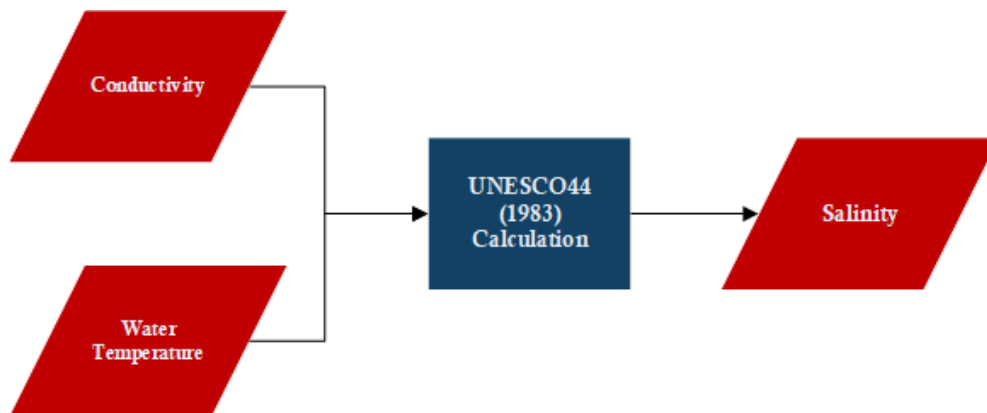 Conductivity
UNESCO44
(1983)
Calculation
Salinity
Water
Temperature